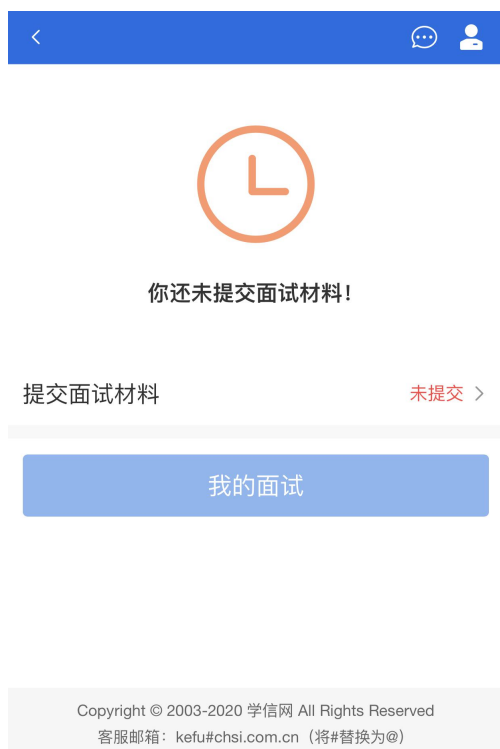 你还未提交面试材料！
提交面试材料 未提交
我的面试
Copyright © 2003-2020 学信网 All Rights Reserved
客服邮箱：kefu#chsi.com.cn（将#替换为@）